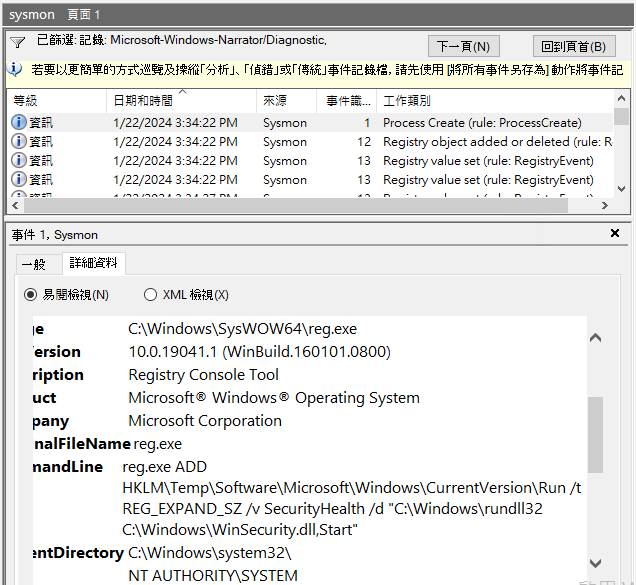 sysmon 頁面 1
已篩選: 記錄: Microsoft-Windows-Narrator/Diagnostic, 下一頁(N) 回到頁首(B)
若要以更簡單的方式巡覽及操縱「分析」、「偵錯」或「傳統」事件記錄檔, 請先使用 [將所有事件另存為] 動作將事件記
等級 日期和時間 來源 事件識... 工作類別
資訊 1/22/2024 3:34:22 PM Sysmon 1 Process Create (rule: ProcessCreate)
資訊 1/22/2024 3:34:22 PM Sysmon 12 Registry object added or deleted (rule: R
資訊 1/22/2024 3:34:22 PM Sysmon 13 Registry value set (rule: RegistryEvent)
資訊 1/22/2024 3:34:22 PM Sysmon 13 Registry value set (rule: RegistryEvent)
事件 1, Sysmon
一般 詳細資料
易閱檢視(N) XML 檢視(X)
ge C:\Windows\SysWOW64\reg.exe
Version 10.0.19041.1 (WinBuild.160101.0800)
ription Registry Console Tool
uct Microsoft® Windows® Operating System
pany Microsoft Corporation
nalFileName reg.exe
mandLine reg.exe ADD
HKLM\Temp\Software\Microsoft\Windows\CurrentVersion\Run /t
REG_EXPAND_SZ /v SecurityHealth /d "C:\Windows\rundll32
C:\Windows\WinSecurity.dll,Start"
entDirectory C:\Windows\system32\
NT AUTHORITY\SYSTEM